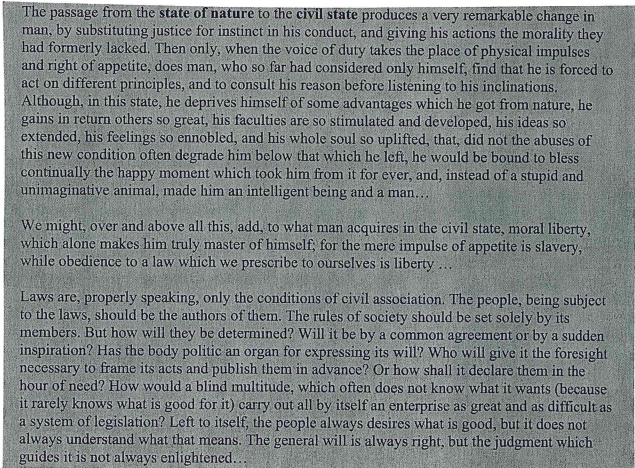 The passage from the state of nature to the civil state produces a very remarkable change in
man, by substituting justice for instinct in his conduct, and giving his actions the morality they
had formerly lacked. Then only, when the voice of duty takes the place of physical impulses
and right of appetite, does man, who so far had considered only himself, find that he is forced to
act on different principles, and to consult his reason before listening to his inclinations.
Although, in this state, he deprives himself of some advantages which he got from nature, he
gains in return others so great, his faculties are so stimulated and developed, his ideas so
extended, his feelings so ennobled, and his whole soul so uplifted, that, did not the abuses of
this new condition often degrade him below that which he left, he would be bound to bless
continually the happy moment which took him from it for ever, and, instead of a stupid and
unimaginative animal, made him an intelligent being and a man…
We might, over and above all this, add, to what man acquires in the civil state, moral liberty,
which alone makes him truly master of himself; for the mere impulse of appetite is slavery,
while obedience to a law which we prescribe to ourselves is liberty …
Laws are, properly speaking, only the conditions of civil association. The people, being subject
to the laws, should be the authors of them. The rules of society should be set solely by its
members. But how will they be determined? Will it be by a common agreement or by a sudden
inspiration? Has the body politic an organ for expressing its will? Who will give it the foresight
necessary to frame its acts and publish them in advance? Or how shall it declare them in the
hour of need? How would a blind multitude, which often does not know what it wants (because
it rarely knows what is good for it) carry out all by itself an enterprise as great and as difficult as
a system of legislation? Left to itself, the people always desires what is good, but it does not
always understand what that means. The general will is always right, but the judgment which
guides it is not always enlightened…